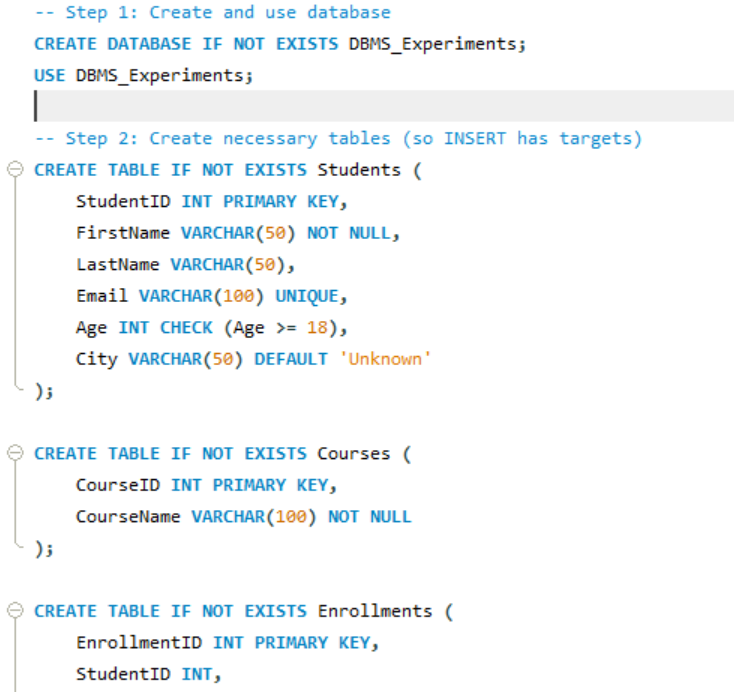 -- Step 1: Create and use database
CREATE DATABASE IF NOT EXISTS DBMS_Experiments;
USE DBMS_Experiments;
-- Step 2: Create necessary tables (so INSERT has targets)
CREATE TABLE IF NOT EXISTS Students (
StudentID INT PRIMARY KEY,
FirstName VARCHAR(50) NOT NULL,
LastName VARCHAR(50),
Email VARCHAR(100) UNIQUE,
Age INT CHECK (Age >= 18),
City VARCHAR(50) DEFAULT 'Unknown'
);
CREATE TABLE IF NOT EXISTS Courses (
CourseID INT PRIMARY KEY,
CourseName VARCHAR(100) NOT NULL
);
CREATE TABLE IF NOT EXISTS Enrollments (
EnrollmentID INT PRIMARY KEY,
StudentID INT,